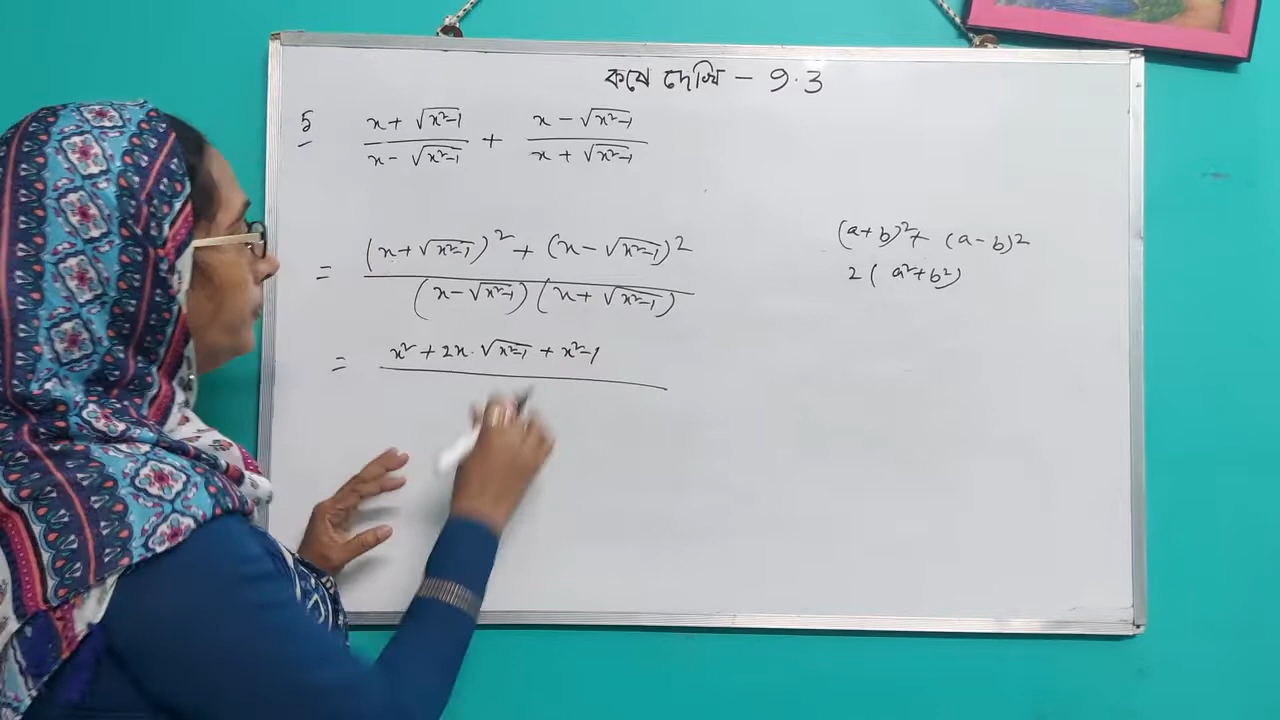 কষে দেখি - 9.3
5 (x + √(x²-1))/(x - √(x²-1)) + (x - √(x²-1))/(x + √(x²-1))
= ((x + √(x²-1))² + (x - √(x²-1))²)/((x - √(x²-1)) (x + √(x²-1)))
(a+b)² + (a-b)²
2 (a²+b²)
= x² + 2x·√(x²-1) + x²-1